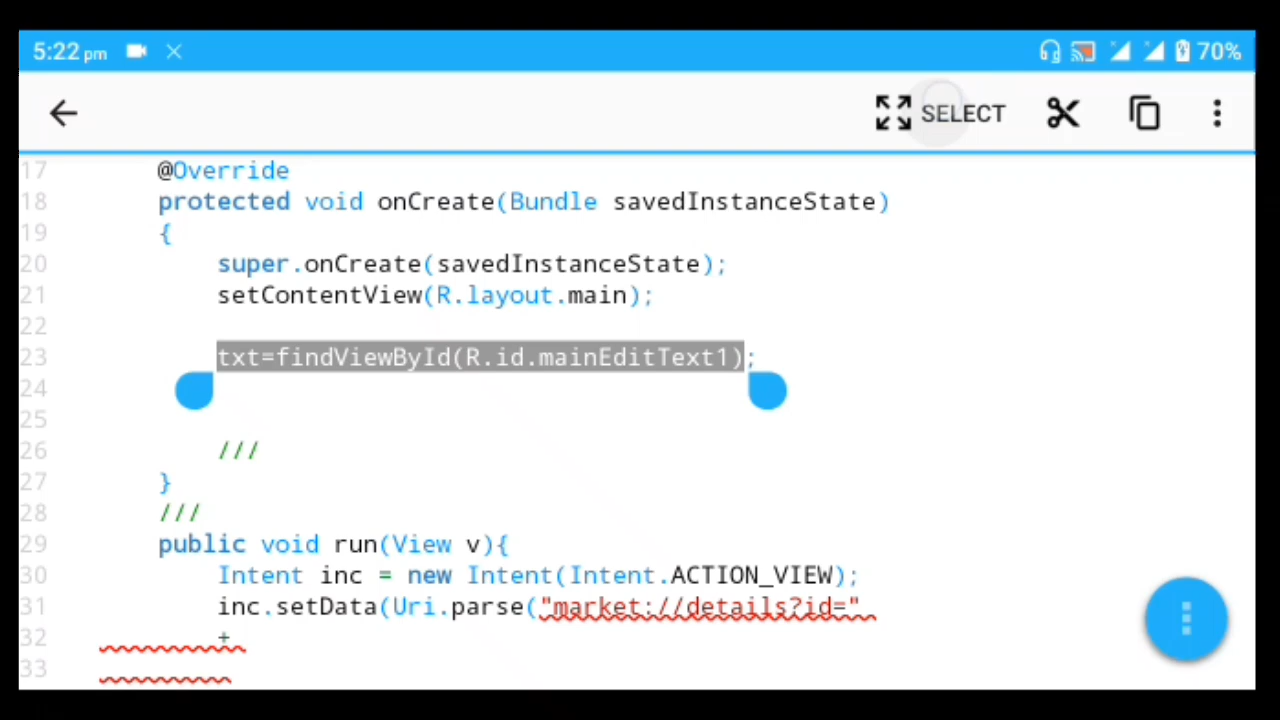 5:22 pm 70%
SELECT
17 @Override
18 protected void onCreate(Bundle savedInstanceState)
19 {
20 super.onCreate(savedInstanceState);
21 setContentView(R.layout.main);
22
23 txt=findViewById(R.id.mainEditText1);
24
25
26 ///
27 }
28 ///
29 public void run(View v){
30 Intent inc = new Intent(Intent.ACTION_VIEW);
31 inc.setData(Uri.parse("market://details?id="
32 +
33